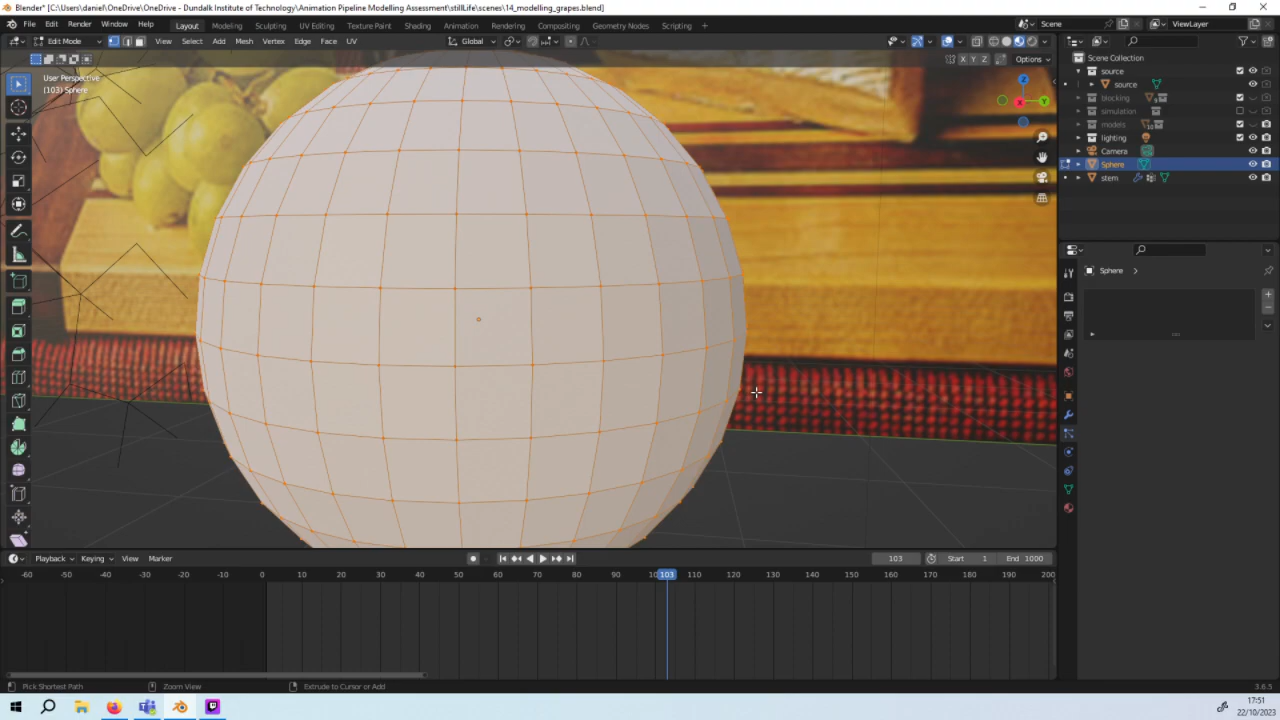 Blender* [C:\Users\daniel\OneDrive\OneDrive - Dundalk Institute of Technology\Animation Pipeline Modelling Assessment\stillLife\scenes\14_modelling_grapes.blend]
File Edit Render Window Help Layout Modeling Sculpting UV Editing Texture Paint Shading Animation Rendering Compositing Geometry Nodes Scripting + Scene ViewLayer
Edit Mode View Select Add Mesh Vertex Edge Face UV Global
X Y Z Options
User Perspective
(103) Sphere
Z
Y
X
Scene Collection
source
source
blocking
simulation
models
lighting
Camera
Sphere
stem
Sphere
Playback Keying View Marker 103 Start 1 End 1000
-60 -50 -40 -30 -20 -10 0 10 20 30 40 50 60 70 80 90 103 110 120 130 140 150 160 170 180 190 200
Pick Shortest Path Zoom View Extrude to Cursor or Add 3.6.5
17:51
22/10/2023